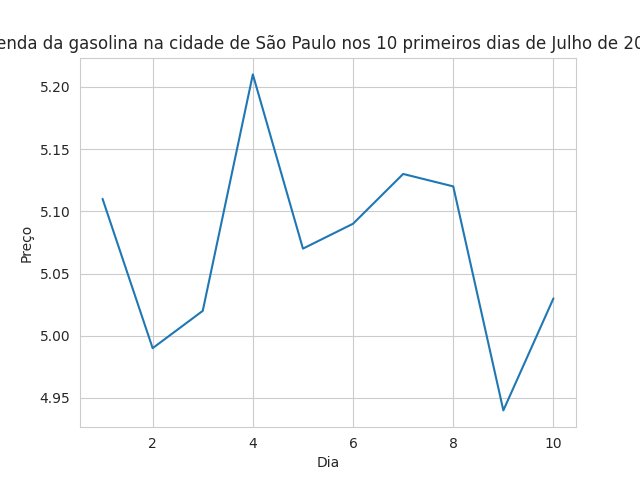 enda da gasolina na cidade de São Paulo nos 10 primeiros dias de Julho de 20
5.20
5.15
5.10
5.05
5.00
4.95
Preço
2 4 6 8 10
Dia